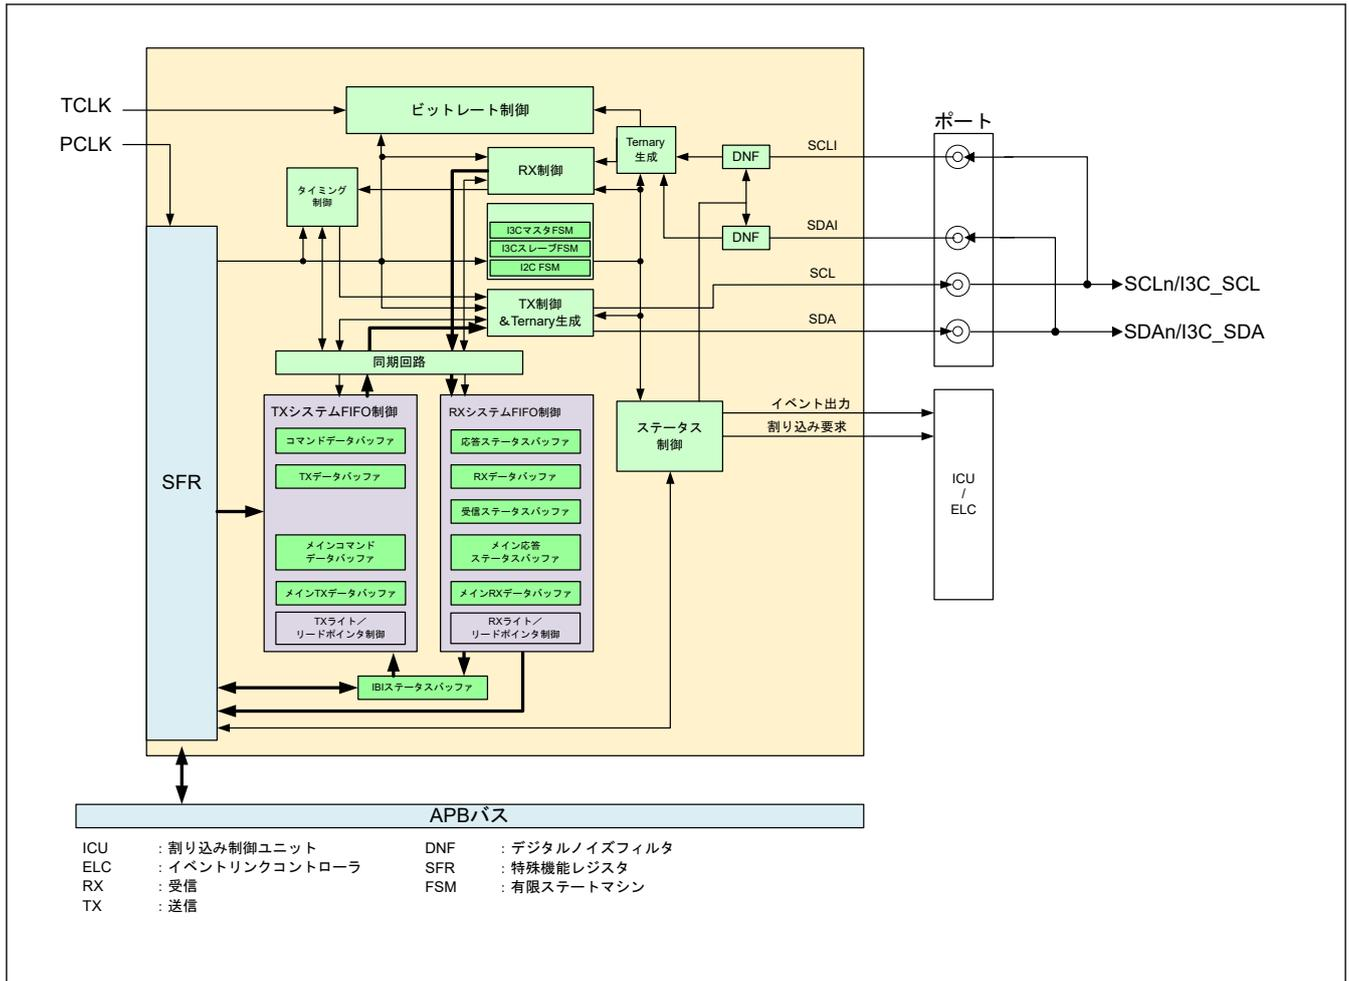 TCLK
PCLK
ビットレート制御
Ternary
生成
DNF
SCLI
ポート
RX制御
タイミング
制御
I3CマスタFSM
I3CスレーブFSM
I2C FSM
DNF
SDAI
SCL
SCLn/I3C_SCL
TX制御
&Ternary生成
SDA
SDAn/I3C_SDA
同期回路
SFR
TXシステムFIFO制御
コマンドデータバッファ
TXデータバッファ
メインコマンド
データバッファ
メインTXデータバッファ
TXライト／
リードポインタ制御
RXシステムFIFO制御
応答ステータスバッファ
RXデータバッファ
受信ステータスバッファ
メイン応答
ステータスバッファ
メインRXデータバッファ
RXライト／
リードポインタ制御
ステータス
制御
イベント出力
割り込み要求
ICU
/
ELC
IBIステータスバッファ
APBバス
ICU : 割り込み制御ユニット
ELC : イベントリンクコントローラ
RX : 受信
TX : 送信
DNF : デジタルノイズフィルタ
SFR : 特殊機能レジスタ
FSM : 有限ステートマシン